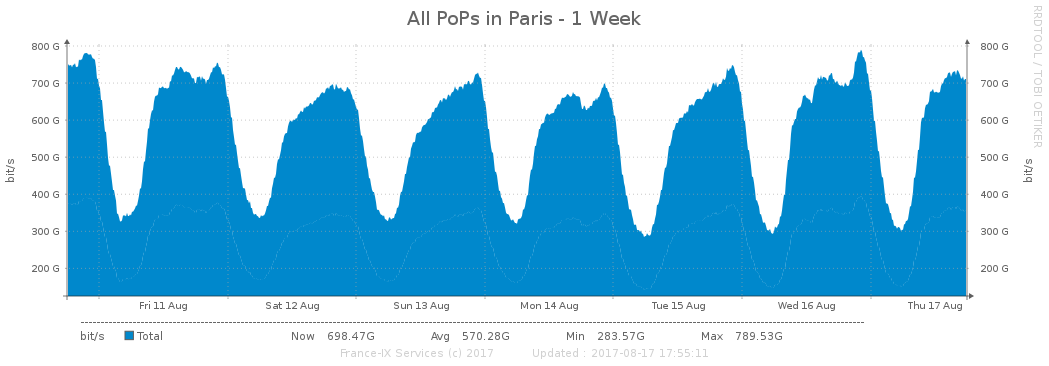 All PoPs in Paris - 1 Week
RRDTOOL / TOBI OETIKER
800 G 800 G
700 G 700 G
600 G 600 G
500 G 500 G
400 G 400 G
300 G 300 G
200 G 200 G
bit/s bit/s
Fri 11 Aug Sat 12 Aug Sun 13 Aug Mon 14 Aug Tue 15 Aug Wed 16 Aug Thu 17 Aug
bit/s Total Now 698.47G Avg 570.28G Min 283.57G Max 789.53G
France-IX Services (c) 2017 Updated : 2017-08-17 17:55:11